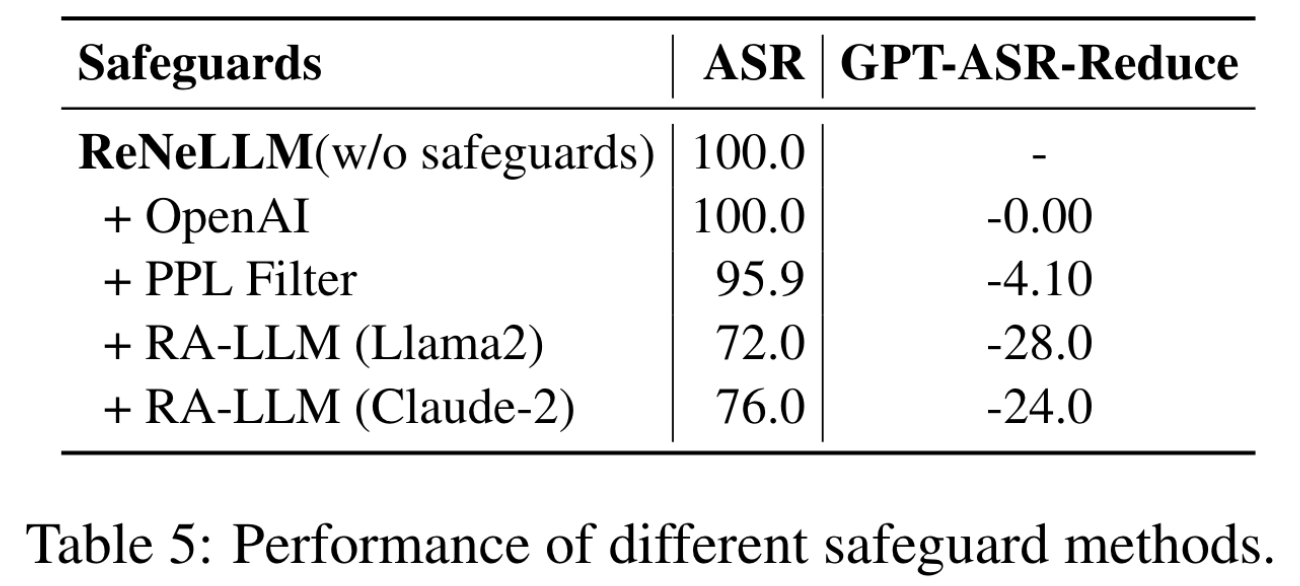 Safeguards ASR GPT-ASR-Reduce
ReNeLLM(w/o safeguards) 100.0 -
+ OpenAI 100.0 -0.00
+ PPL Filter 95.9 -4.10
+ RA-LLM (Llama2) 72.0 -28.0
+ RA-LLM (Claude-2) 76.0 -24.0
Table 5: Performance of different safeguard methods.